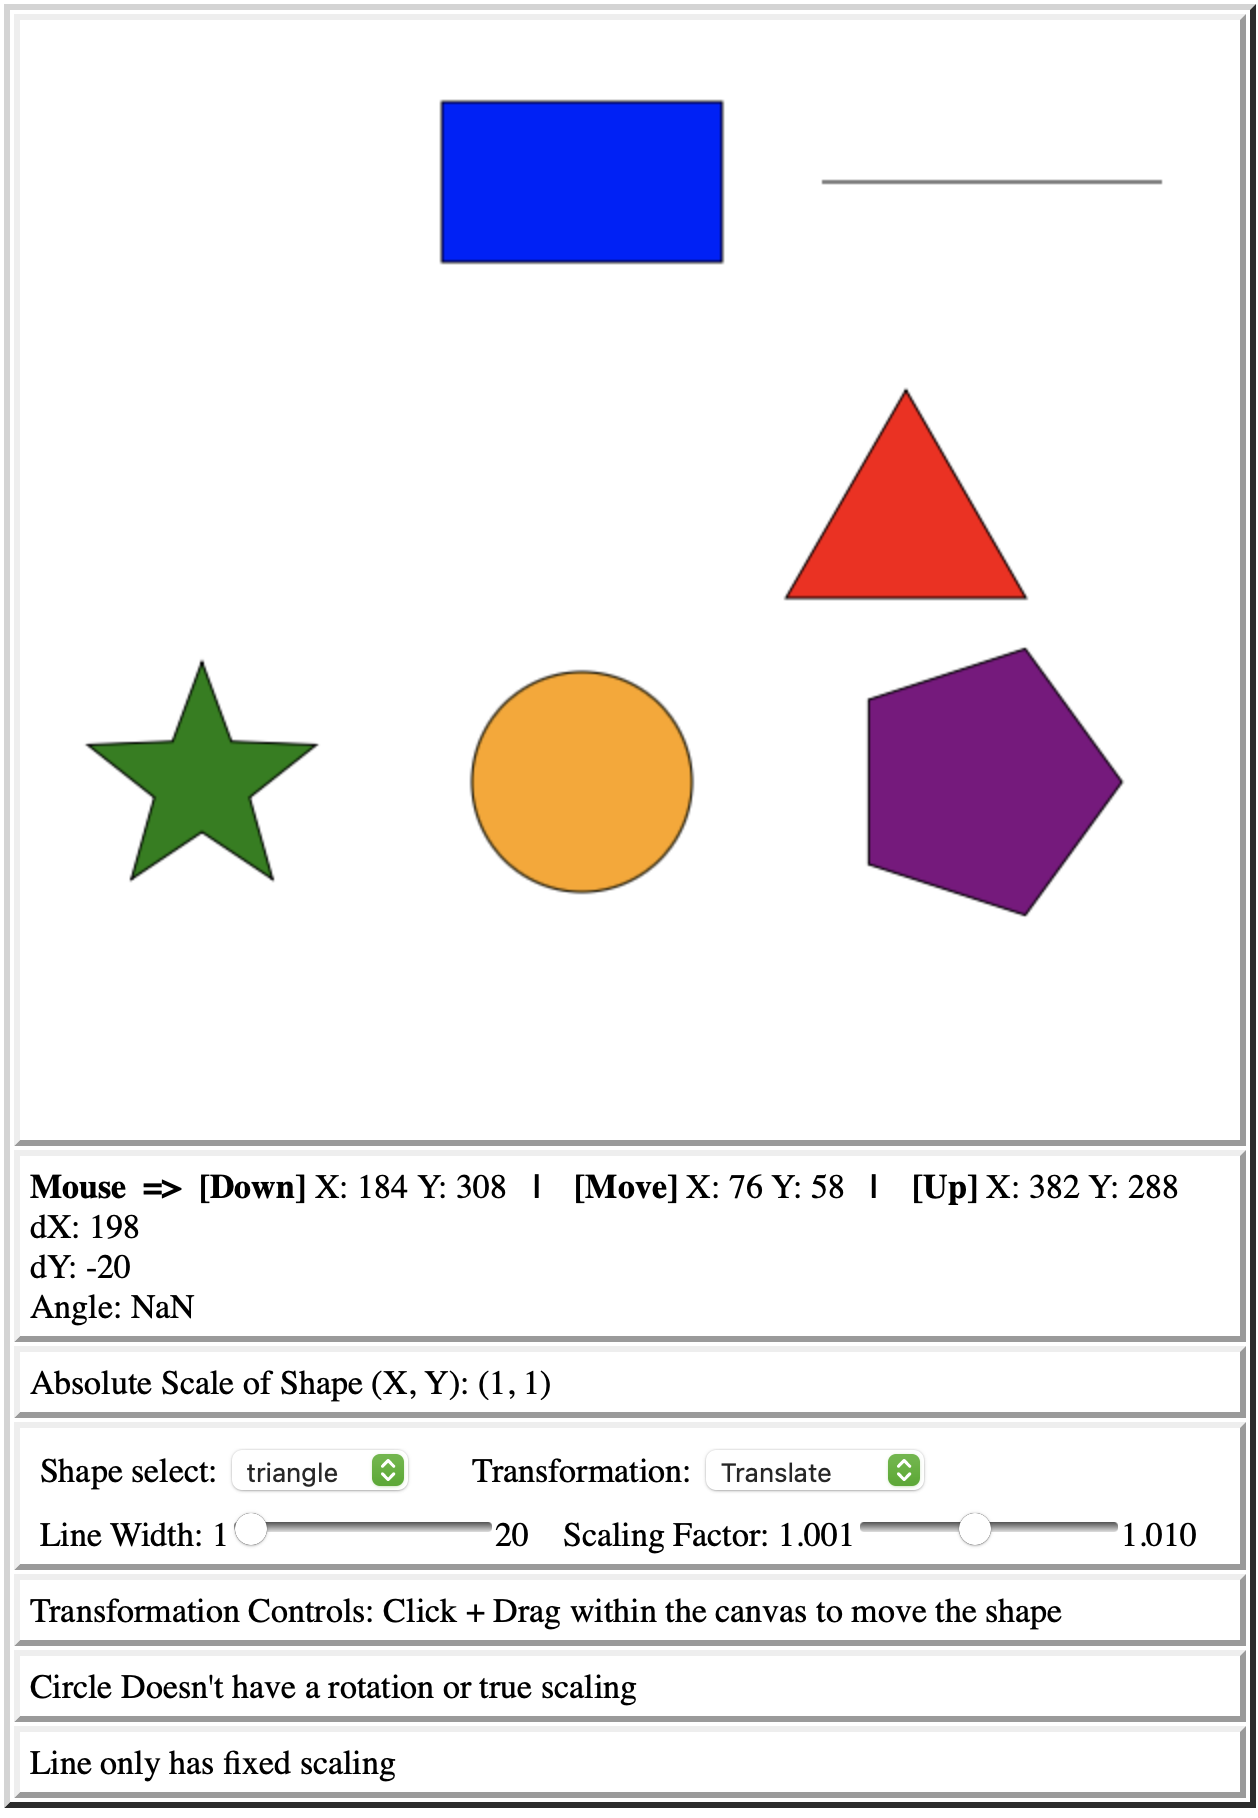 Mouse => [Down] X: 184 Y: 308 | [Move] X: 76 Y: 58 | [Up] X: 382 Y: 288
dX: 198
dY: -20
Angle: NaN
Absolute Scale of Shape (X, Y): (1, 1)
Shape select: triangle Transformation: Translate
Line Width: 1 20 Scaling Factor: 1.001 1.010
Transformation Controls: Click + Drag within the canvas to move the shape
Circle Doesn't have a rotation or true scaling
Line only has fixed scaling